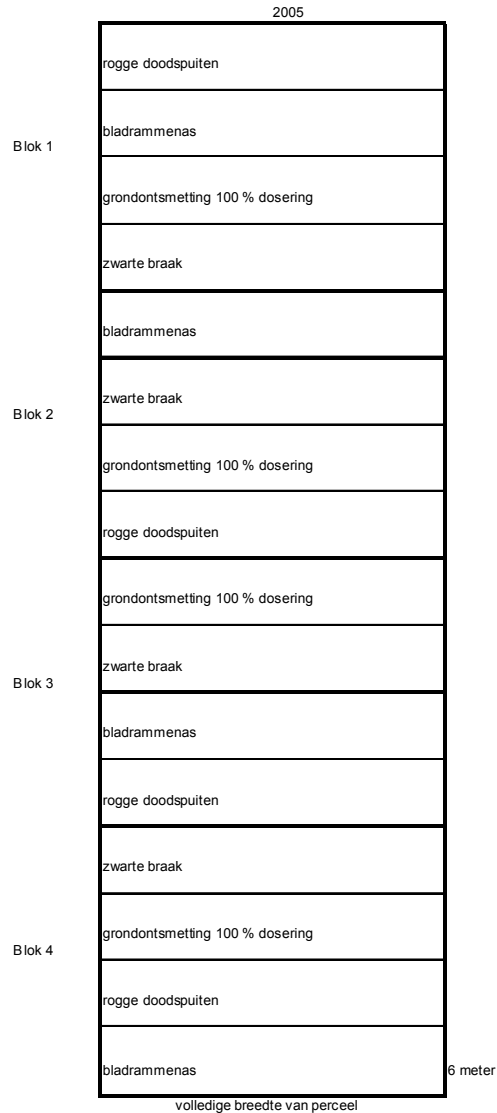 2005
rogge doodspuiten
bladrammenas
Blok 1
grondontsmetting 100 % dosering
zwarte braak
bladrammenas
zwarte braak
Blok 2
grondontsmetting 100 % dosering
rogge doodspuiten
grondontsmetting 100 % dosering
zwarte braak
Blok 3
bladrammenas
rogge doodspuiten
zwarte braak
grondontsmetting 100 % dosering
Blok 4
rogge doodspuiten
bladrammenas 6 meter
volledige breedte van perceel